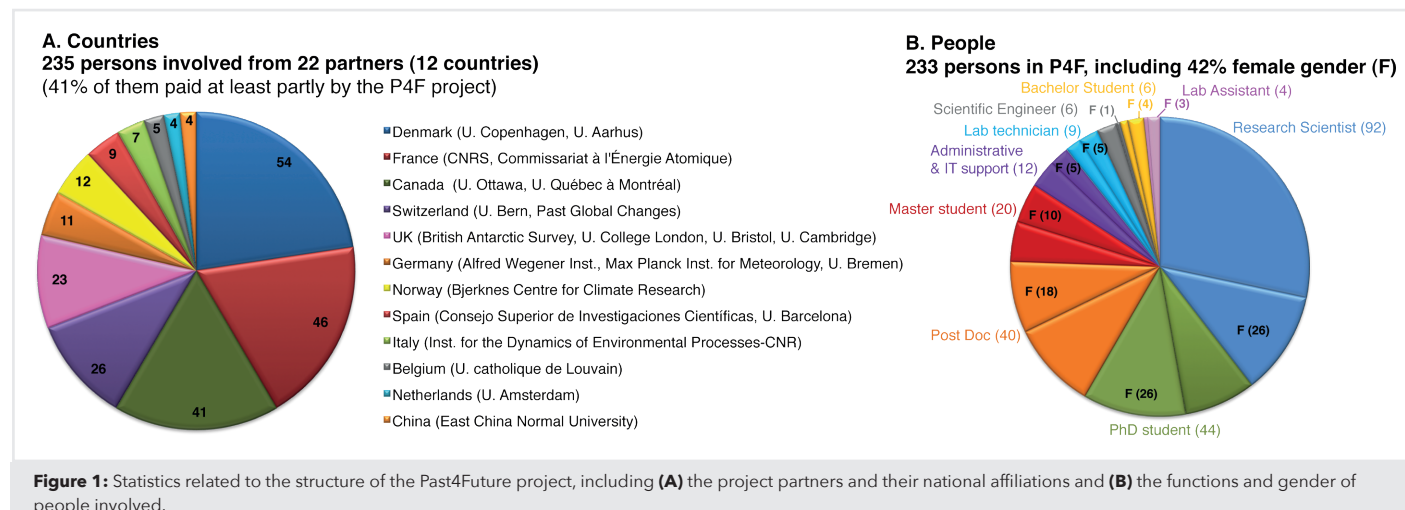 A. Countries
235 persons involved from 22 partners (12 countries)
(41% of them paid at least partly by the P4F project)
54
46
41
26
23
11
12
9
7
5
4
4
Denmark (U. Copenhagen, U. Aarhus)
France (CNRS, Commissariat à l'Énergie Atomique)
Canada (U. Ottawa, U. Québec à Montréal)
Switzerland (U. Bern, Past Global Changes)
UK (British Antarctic Survey, U. College London, U. Bristol, U. Cambridge)
Germany (Alfred Wegener Inst., Max Planck Inst. for Meteorology, U. Bremen)
Norway (Bjerknes Centre for Climate Research)
Spain (Consejo Superior de Investigaciones Científicas, U. Barcelona)
Italy (Inst. for the Dynamics of Environmental Processes-CNR)
Belgium (U. catholique de Louvain)
Netherlands (U. Amsterdam)
China (East China Normal University)
B. People
233 persons in P4F, including 42% female gender (F)
Bachelor Student (6)
Lab Assistant (4)
Scientific Engineer (6)
F (1)
F (4)
F (3)
Research Scientist (92)
Lab technician (9)
F (5)
Administrative
& IT support (12)
F (5)
Master student (20)
F (10)
F (18)
Post Doc (40)
F (26)
F (26)
PhD student (44)
Figure 1: Statistics related to the structure of the Past4Future project, including (A) the project partners and their national affiliations and (B) the functions and gender of
people involved.